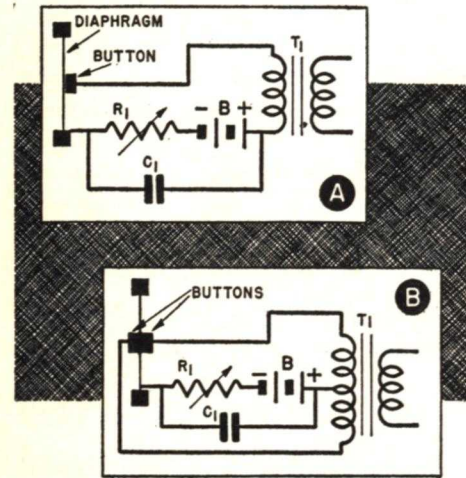 DIAPHRAGM
BUTTON
T1
R1
- B +
C1
A
B
BUTTONS
T1
R1
- B +
C1